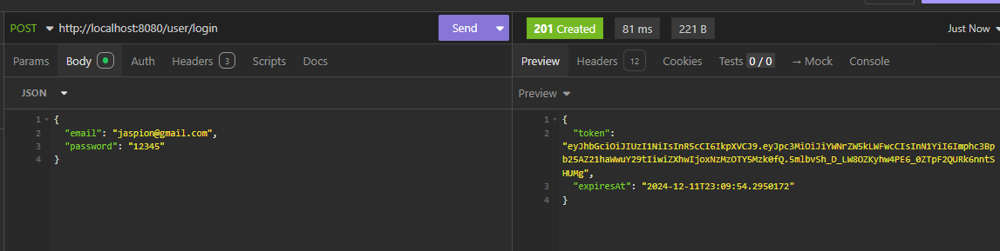 POST http://localhost:8080/user/login Send
201 Created 81 ms 221 B Just Now
Params Body Auth Headers 3 Scripts Docs
Preview Headers 12 Cookies Tests 0 / 0 → Mock Console
JSON
Preview
1 {
2 "email": "jaspion@gmail.com",
3 "password": "12345"
4 }
1 {
2 "token":
"eyJhbGciOiJIUzI1NiIsInR5cCI6IkpXVCJ9.eyJpc3MiOiJiYWNrZW5kLWFwcCIsInN1YiI6Imphc3Bp
b25AZ21haWwuY29tIiwiZXhwIjoxNzMzOTY5Mzk0fQ.5mlbvSh_D_LW8OZKyhw4PE6_0ZTpF2QURk6nntS
HUMg",
3 "expiresAt": "2024-12-11T23:09:54.2950172"
4 }